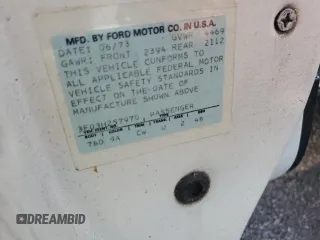 MFD. BY FORD MOTOR CO. IN U.S.A.
DATE: 06/73 GVWR: 4469
GAWR: FRONT 2394 REAR 2112
THIS VEHICLE CONFORMS TO
ALL APPLICABLE FEDERAL MOTOR
VEHICLE SAFETY STANDARDS IN
EFFECT ON THE DATE OF
MANUFACTURE SHOWN ABOVE
PASSENGER
76D 9A CW
DREAMBID